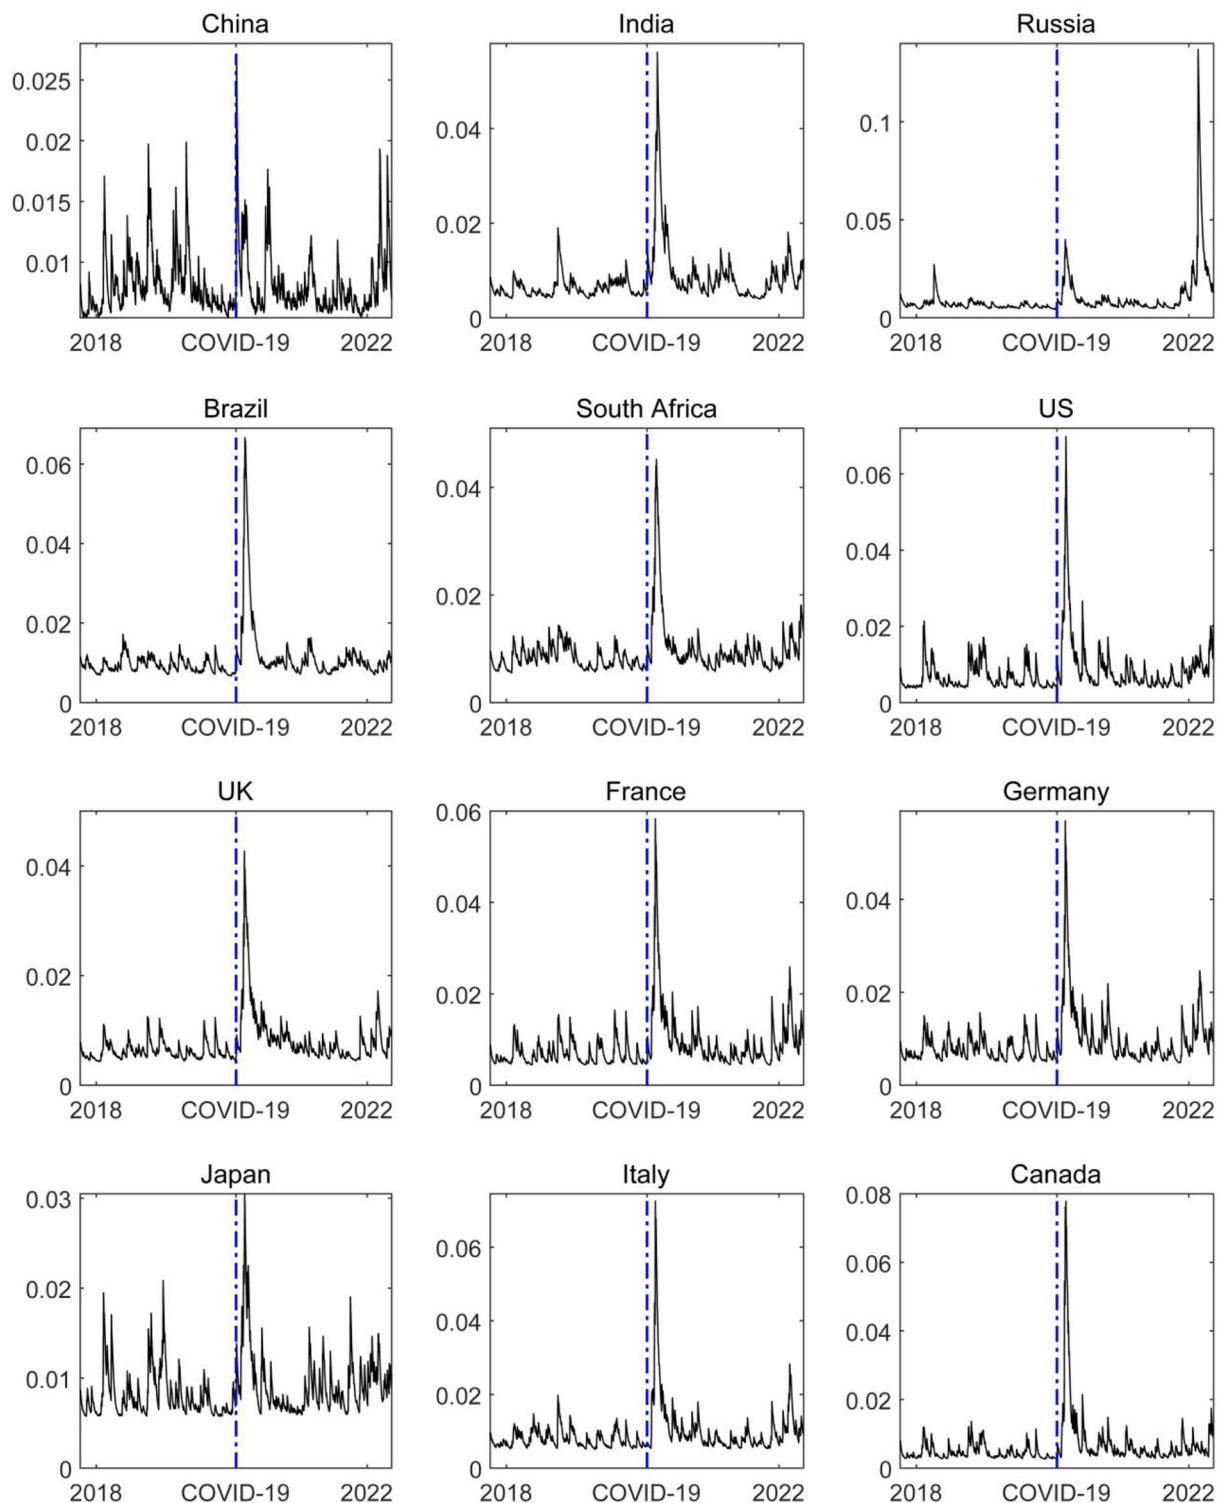 China
0.025
0.02
0.015
0.01
2018 COVID-19 2022
India
0.04
0.02
0
2018 COVID-19 2022
Russia
0.1
0.05
0
2018 COVID-19 2022
Brazil
0.06
0.04
0.02
0
2018 COVID-19 2022
South Africa
0.04
0.02
0
2018 COVID-19 2022
US
0.06
0.04
0.02
0
2018 COVID-19 2022
UK
0.04
0.02
0
2018 COVID-19 2022
France
0.06
0.04
0.02
0
2018 COVID-19 2022
Germany
0.04
0.02
0
2018 COVID-19 2022
Japan
0.03
0.02
0.01
0
2018 COVID-19 2022
Italy
0.06
0.04
0.02
0
2018 COVID-19 2022
Canada
0.08
0.06
0.04
0.02
0
2018 COVID-19 2022